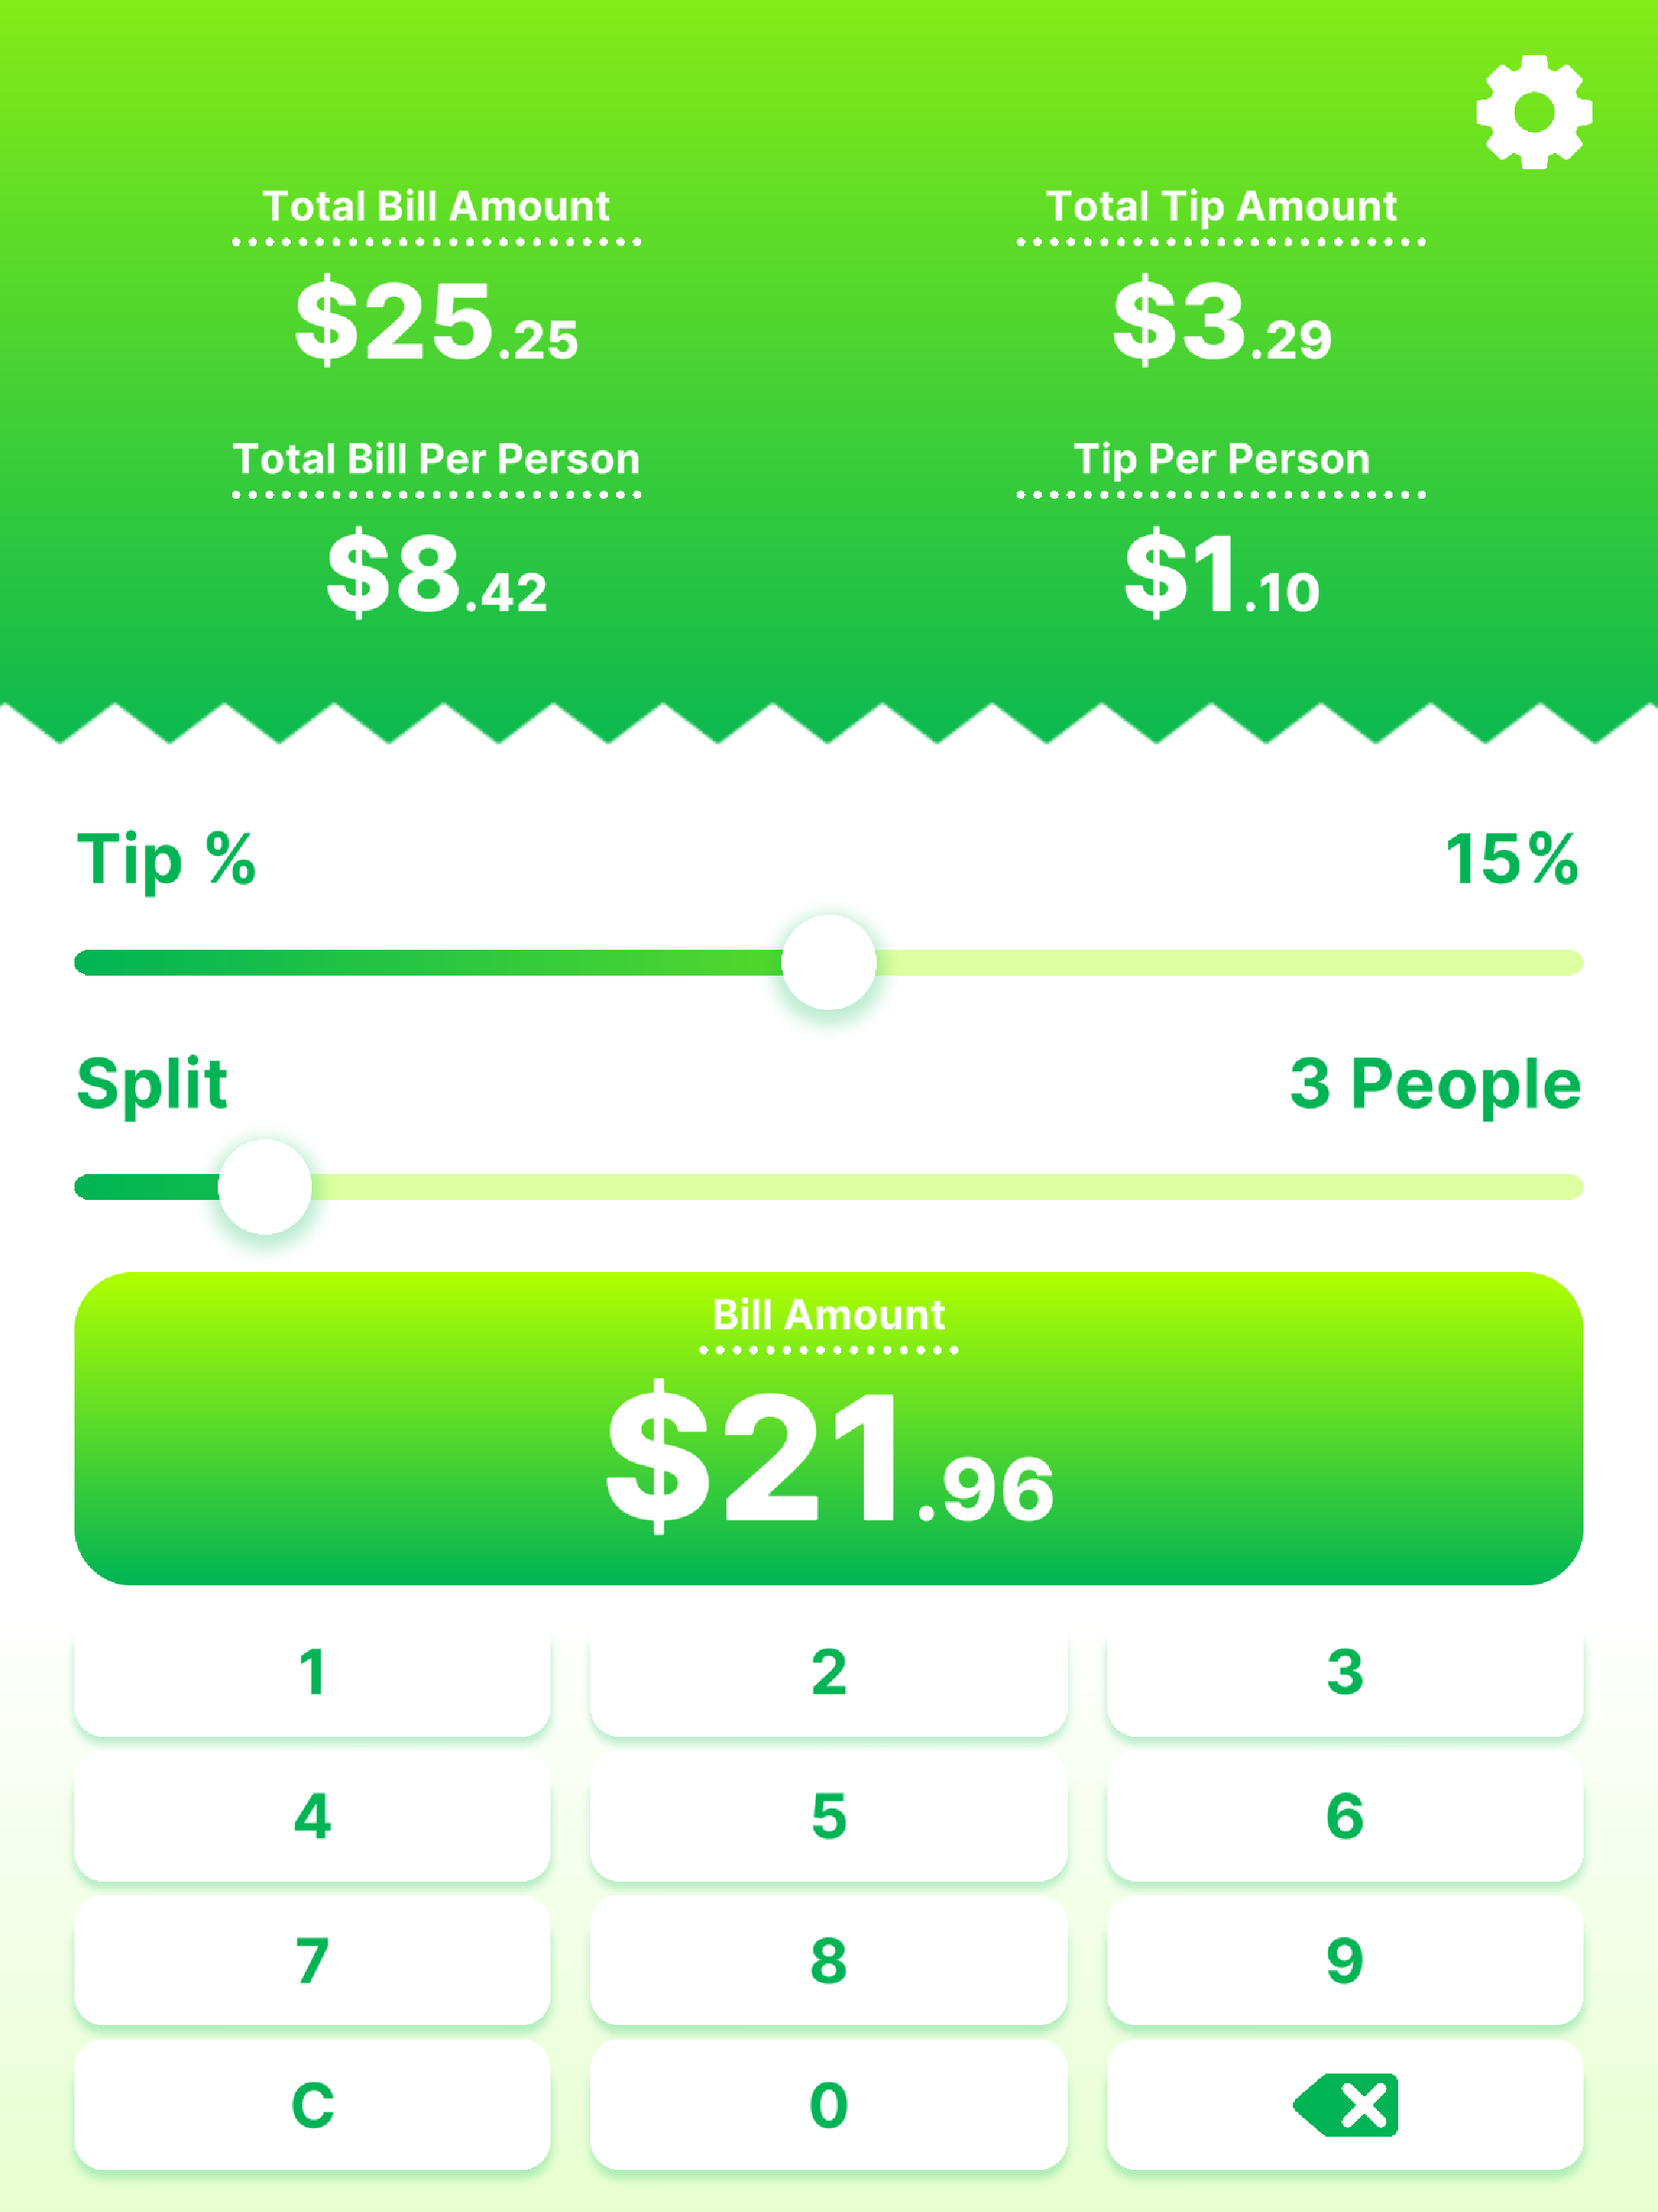 Total Bill Amount
$25.25
Total Tip Amount
$3.29
Total Bill Per Person
$8.42
Tip Per Person
$1.10
Tip % 15%
Split 3 People
Bill Amount
$21.96
1 2 3
4 5 6
7 8 9
C 0